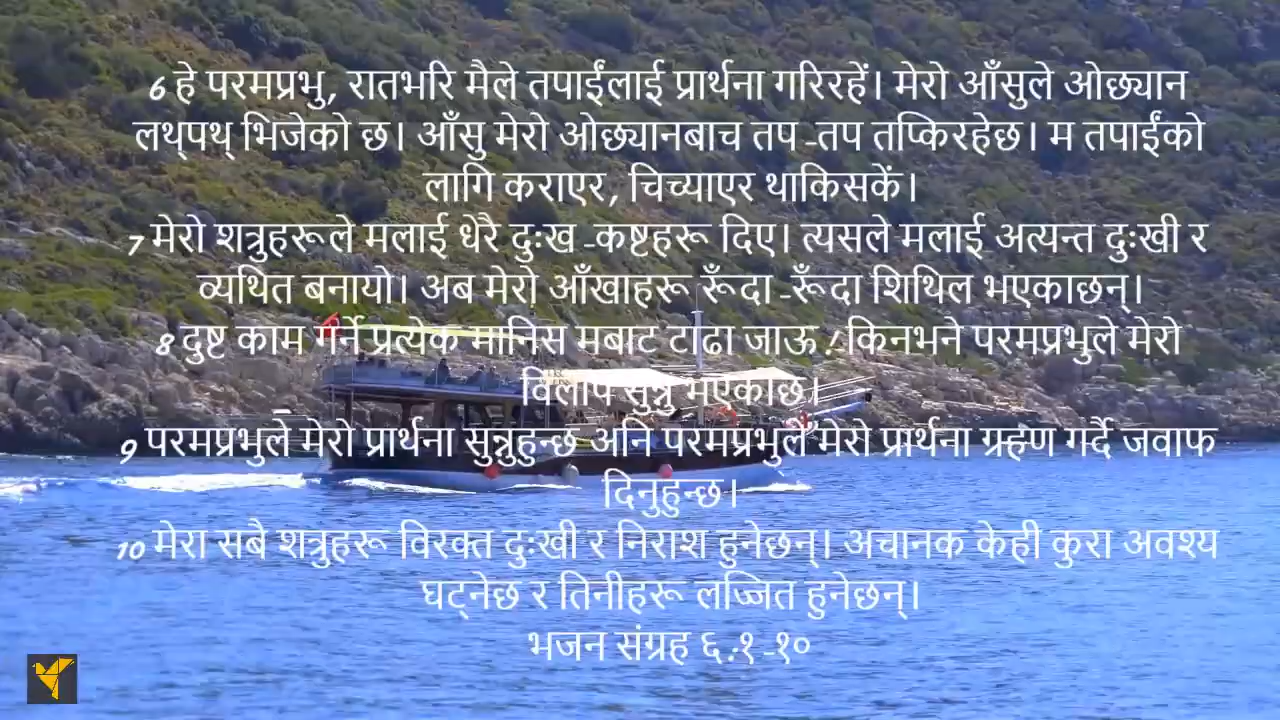 6 हे परमप्रभु, रातभरि मैले तपाईंलाई प्रार्थना गरिरहें। मेरो आँसुले ओछ्यान
लथ्पथ् भिजेको छ। आँसु मेरो ओछ्यानबाच तप -तप तप्किरहेछ। म तपाईंको
लागि कराएर, चिच्याएर थाकिसकें।
7 मेरो शत्रुहरूले मलाई धेरै दुःख -कष्टहरू दिए। त्यसले मलाई अत्यन्त दुःखी र
व्यथित बनायो। अब मेरो आँखाहरू रूँदा -रूँदा शिथिल भएकाछन्।
8 दुष्ट काम गर्ने प्रत्येक मानिस मबाट टाढा जाऊ ! किनभने परमप्रभुले मेरो
विलाप सुन्नु भएकाछ।
9 परमप्रभुले मेरो प्रार्थना सुन्नुहुन्छ अनि परमप्रभुले मेरो प्रार्थना ग्रहण गर्दै जवाफ
दिनुहुन्छ।
10 मेरा सबै शत्रुहरू विरक्त दुःखी र निराश हुनेछन्। अचानक केही कुरा अवश्य
घट्नेछ र तिनीहरू लज्जित हुनेछन्।
भजन संग्रह ६ :१ -१०